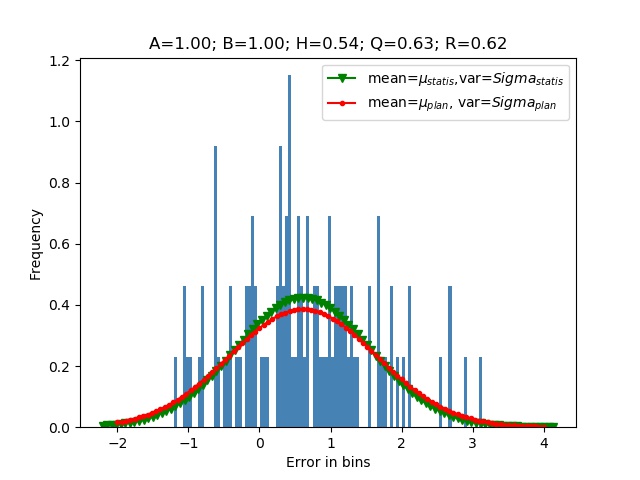 A=1.00; B=1.00; H=0.54; Q=0.63; R=0.62
mean=μstatis,var=Sigmastatis
mean=μplan, var=Sigmaplan
1.2
1.0
0.8
0.6
0.4
0.2
0.0
Frequency
−2 −1 0 1 2 3 4
Error in bins